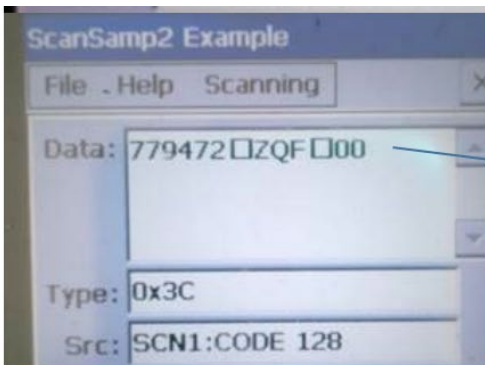 ScanSamp2 Example
File . Help Scanning
Data: 779472□ZQF□00
Type: 0x3C
Src: SCN1:CODE 128